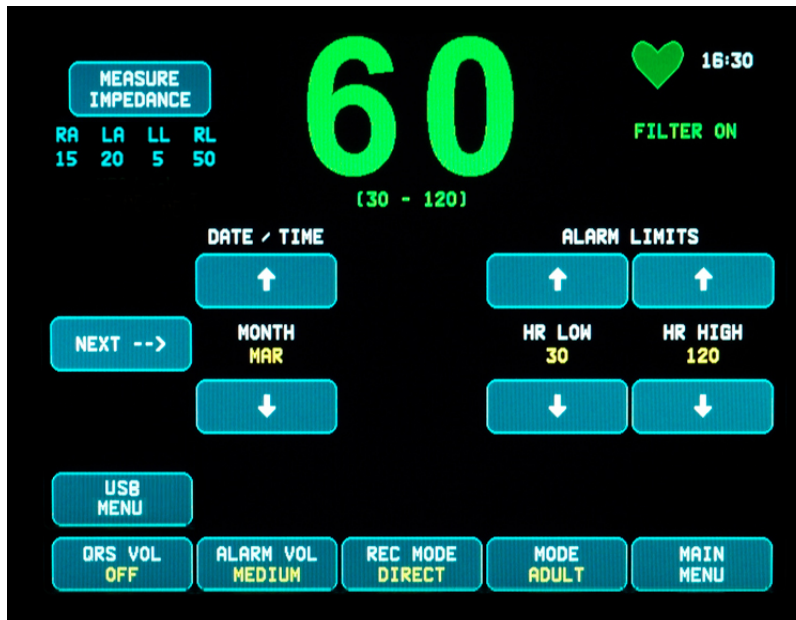 MEASURE
IMPEDANCE
RA LA LL RL
15 20 5 50
60
(30 - 120)
16:30
FILTER ON
DATE / TIME
ALARM LIMITS
NEXT -->
MONTH
MAR
HR LOW
30
HR HIGH
120
USB
MENU
QRS VOL
OFF
ALARM VOL
MEDIUM
REC MODE
DIRECT
MODE
ADULT
MAIN
MENU